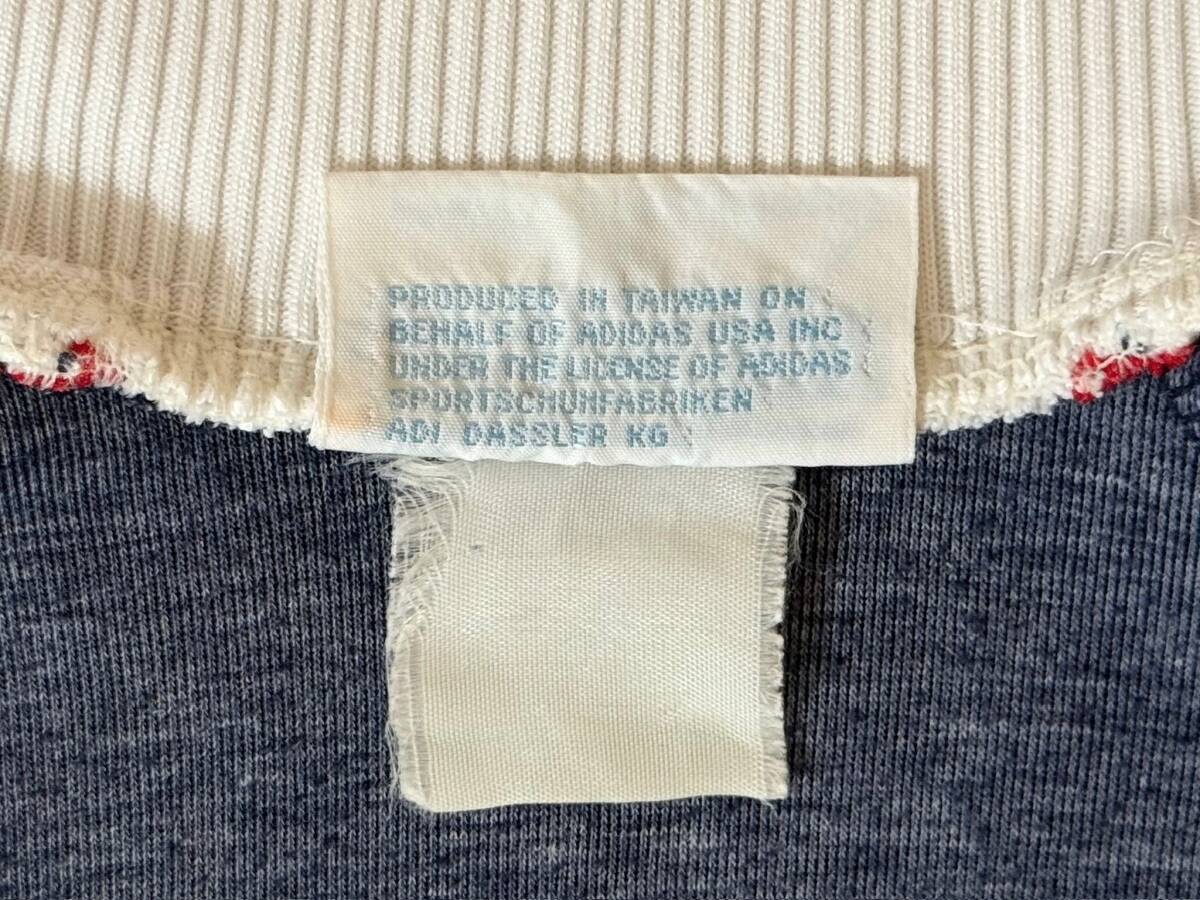 PRODUCED IN TAIWAN ON
BEHALF OF ADIDAS USA INC
UNDER THE LICENSE OF ADIDAS
SPORTSCHUHFABRIKEN
ADI DASSLER KG